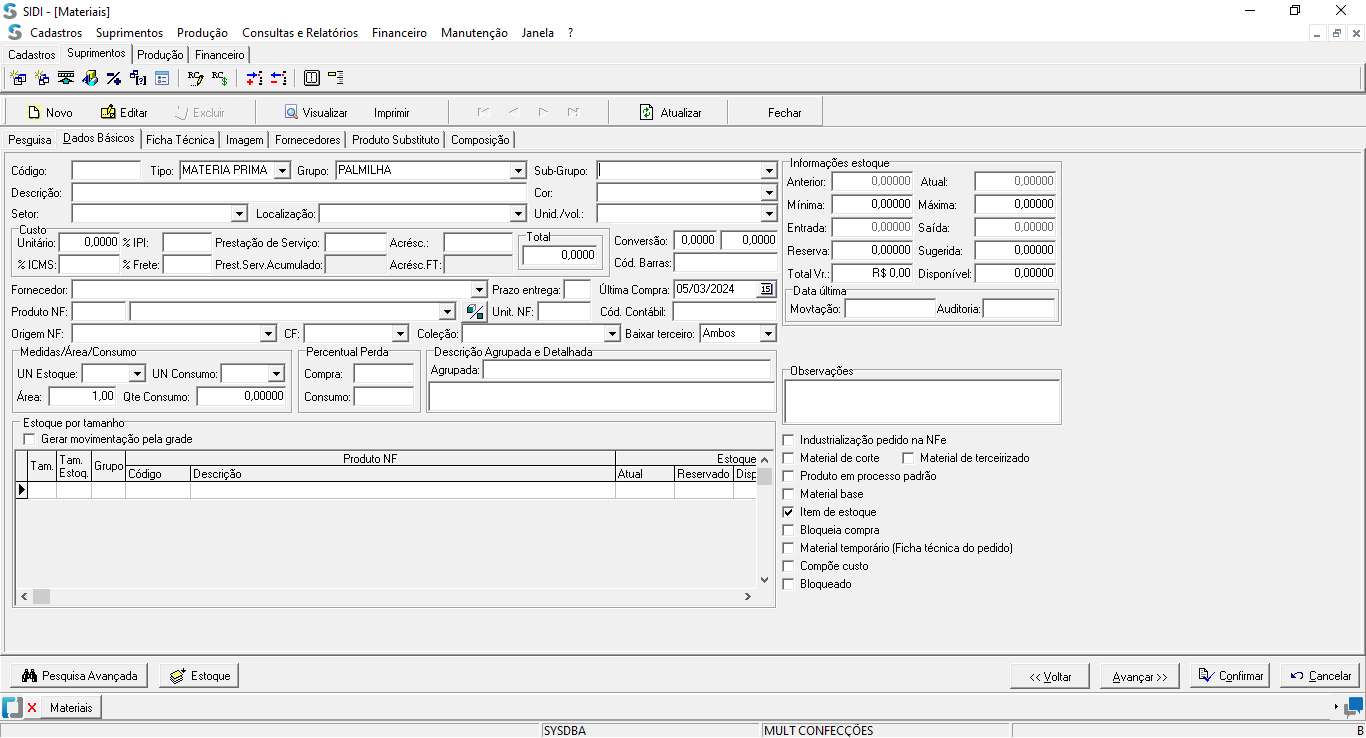 SIDI - [Materiais]
Cadastros Suprimentos Produção Consultas e Relatórios Financeiro Manutenção Janela ?
Cadastros Suprimentos Produção Financeiro
Novo Editar Excluir Visualizar Imprimir Atualizar Fechar
Pesquisa Dados Básicos Ficha Técnica Imagem Fornecedores Produto Substituto Composição
Código: Tipo: MATERIA PRIMA Grupo: PALMILHA Sub-Grupo:
Descrição: Cor:
Setor: Localização: Unid./vol.:
Custo
Unitário: 0,0000 % IPI: Prestação de Serviço: Acrésc.:
% ICMS: % Frete: Prest.Serv.Acumulado: Acrésc.FT:
Total
0,0000
Conversão: 0,0000 0,0000
Cód. Barras:
Fornecedor: Prazo entrega: Última Compra: 05/03/2024 15
Produto NF: Unit. NF: Cód. Contábil:
Origem NF: CF: Coleção: Baixar terceiro: Ambos
Informações estoque
Anterior: 0,00000 Atual: 0,00000
Mínima: 0,00000 Máxima: 0,00000
Entrada: 0,00000 Saída: 0,00000
Reserva: 0,00000 Sugerida: 0,00000
Total Vr.: R$ 0,00 Disponível: 0,00000
Data última
Movtação: Auditoria:
Medidas/Área/Consumo
UN Estoque: UN Consumo:
Área: 1,00 Qte Consumo: 0,00000
Percentual Perda
Compra:
Consumo:
Descrição Agrupada e Detalhada
Agrupada:
Observações
Estoque por tamanho
Gerar movimentação pela grade
Tam. Tam. Estoq. Grupo Produto NF Estoque
Código Descrição Atual Reservado Disp
Industrialização pedido na NFe
Material de corte Material de terceirizado
Produto em processo padrão
Material base
Item de estoque
Bloqueia compra
Material temporário (Ficha técnica do pedido)
Compõe custo
Bloqueado
Pesquisa Avançada Estoque << Voltar Avançar >> Confirmar Cancelar
Materiais
SYSDBA MULT CONFECÇÕES B